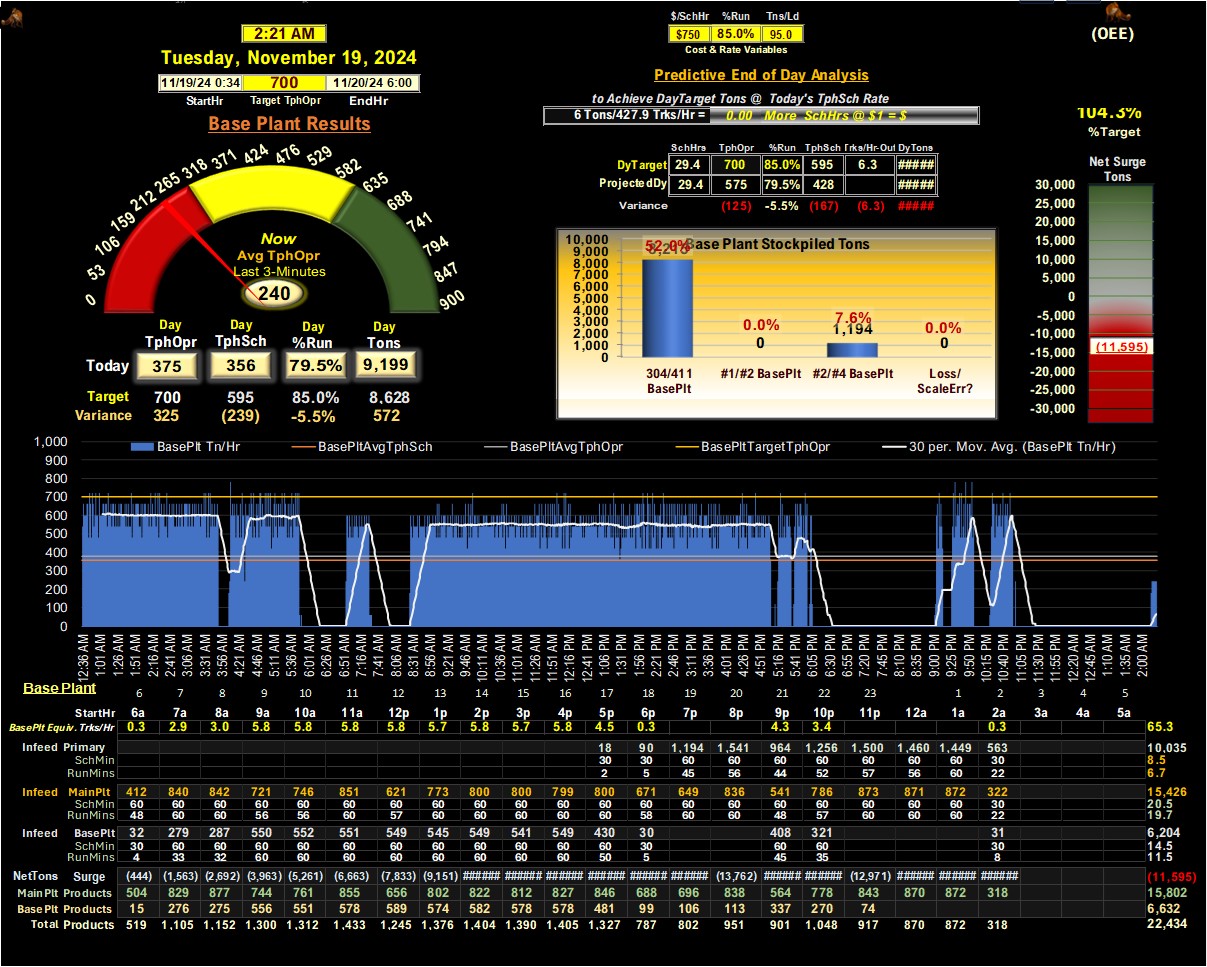 2:21 AM
Tuesday, November 19, 2024
11/19/24 0:34 700 11/20/24 6:00
StartHr Target TphOpr EndHr
Base Plant Results
0 53 106 159 212 265 318 371 424 476 529 582 635 688 741 794 847 900
Now
Avg TphOpr
Last 3-Minutes
240
Day Day Day Day
TphOpr TphSch %Run Tons
Today 375 356 79.5% 9,199
Target 700 595 85.0% 8,628
Variance 325 (239) -5.5% 572
$/SchHr %Run Tns/Ld
$750 85.0% 95.0
Cost & Rate Variables
Predictive End of Day Analysis
to Achieve DayTarget Tons @ Today's TphSch Rate
6 Tons/427.9 Trks/Hr = 0.00 More SchHrs @ $1 = $
SchHrs TphOpr %Run TphSch Trks/Hr-Out DyTons
DyTarget 29.4 700 85.0% 595 6.3 #####
ProjectedDy 29.4 575 79.5% 428 #####
Variance (125) -5.5% (167) (6.3) #####
Base Plant Stockpiled Tons
10,000
9,000
8,000
7,000
6,000
5,000
4,000
3,000
2,000
1,000
0
52.0%
0.0%
0
7.6%
1,194
0.0%
0
304/411 BasePlt
#1/#2 BasePlt
#2/#4 BasePlt
Loss/ ScaleErr?
(OEE)
104.3%
%Target
Net Surge
Tons
30,000
25,000
20,000
15,000
10,000
5,000
0
-5,000
-10,000
(11,595)
-15,000
-20,000
-25,000
-30,000
BasePlt Tn/Hr BasePltAvgTphSch BasePltAvgTphOpr BasePltTargetTphOpr 30 per. Mov. Avg. (BasePlt Tn/Hr)
1,000
900
800
700
600
500
400
300
200
100
0
12:36 AM 1:01 AM 1:26 AM 1:51 AM 2:16 AM 2:41 AM 3:06 AM 3:31 AM 3:56 AM 4:21 AM 4:46 AM 5:11 AM 5:36 AM 6:01 AM 6:26 AM 6:51 AM 7:16 AM 7:41 AM 8:06 AM 8:31 AM 8:56 AM 9:21 AM 9:46 AM 10:11 AM 10:36 AM 11:01 AM 11:26 AM 11:51 AM 12:16 PM 12:41 PM 1:06 PM 1:31 PM 1:56 PM 2:21 PM 2:46 PM 3:11 PM 3:36 PM 4:01 PM 4:26 PM 4:51 PM 5:16 PM 5:41 PM 6:05 PM 6:30 PM 6:55 PM 7:20 PM 7:45 PM 8:10 PM 8:35 PM 9:00 PM 9:25 PM 9:50 PM 10:15 PM 10:40 PM 11:05 PM 11:30 PM 11:55 PM 12:20 AM 12:45 AM 1:10 AM 1:35 AM 2:00 AM
Base Plant 6 7 8 9 10 11 12 13 14 15 16 17 18 19 20 21 22 23 1 2 3 4 5
StartHr 6a 7a 8a 9a 10a 11a 12p 1p 2p 3p 4p 5p 6p 7p 8p 9p 10p 11p 12a 1a 2a 3a 4a 5a
BasePlt Equiv. Trks/Hr 0.3 2.9 3.0 5.8 5.8 5.8 5.8 5.7 5.8 5.7 5.8 4.5 0.3 4.3 3.4 0.3 65.3
Infeed Primary 18 90 1,194 1,541 964 1,256 1,500 1,460 1,449 563 10,035
SchMin 30 30 60 60 60 60 60 60 60 30 8.5
RunMins 2 5 45 56 44 52 57 56 60 22 6.7
Infeed MainPlt 412 840 842 721 746 851 621 773 800 800 799 800 671 649 836 541 786 873 871 872 322 15,426
SchMin 60 60 60 60 60 60 60 60 60 60 60 60 60 60 60 60 60 60 60 60 30 20.5
RunMins 48 60 60 56 56 60 57 60 60 60 60 60 58 60 60 48 57 60 60 60 22 19.7
Infeed BasePlt 32 279 287 550 552 551 549 545 549 541 549 430 30 408 321 31 6,204
SchMin 30 60 60 60 60 60 60 60 60 60 60 60 30 60 60 30 14.5
RunMins 4 33 32 60 60 60 60 60 60 60 60 50 5 45 35 8 11.5
NetTons Surge (444) (1,563) (2,692) (3,963) (5,261) (6,663) (7,833) (9,151) ###### ###### ###### ###### ###### ###### (13,762) ###### ###### (12,971) ###### ###### ###### (11,595)
MainPlt Products 504 829 877 744 761 855 656 802 822 812 827 846 688 696 838 564 778 843 870 872 318 15,802
BasePlt Products 15 276 275 556 551 578 589 574 582 578 578 481 99 106 113 337 270 74 6,632
Total Products 519 1,105 1,152 1,300 1,312 1,433 1,245 1,376 1,404 1,390 1,405 1,327 787 802 951 901 1,048 917 870 872 318 22,434